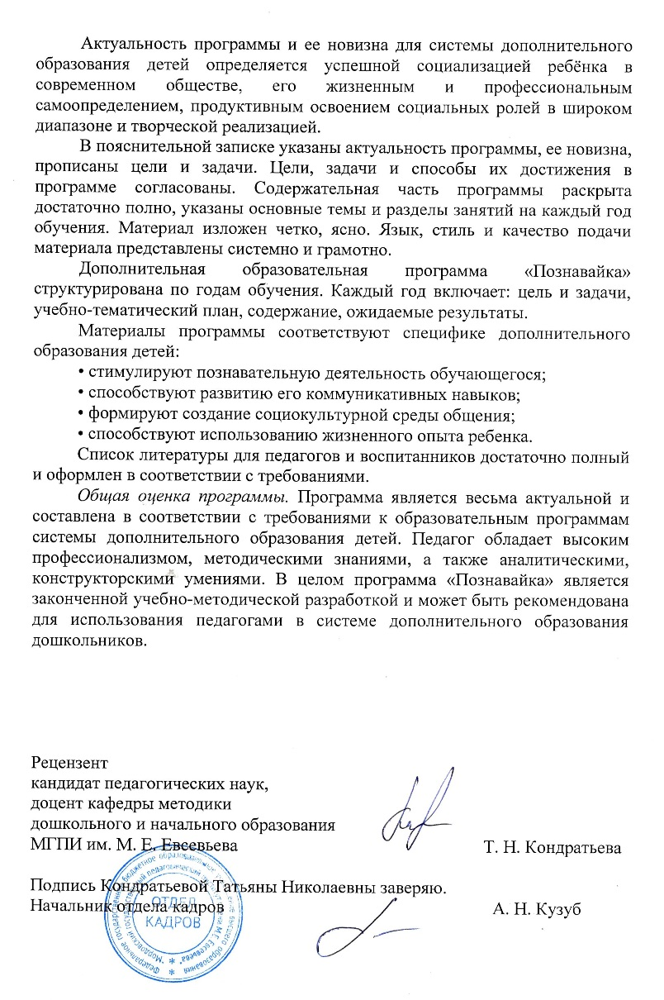 Актуальность программы и ее новизна для системы дополнительного
образования детей определяется успешной социализацией ребёнка в
современном обществе, его жизненным и профессиональным
самоопределением, продуктивным освоением социальных ролей в широком
диапазоне и творческой реализацией.
В пояснительной записке указаны актуальность программы, ее новизна,
прописаны цели и задачи. Цели, задачи и способы их достижения в
программе согласованы. Содержательная часть программы раскрыта
достаточно полно, указаны основные темы и разделы занятий на каждый год
обучения. Материал изложен четко, ясно. Язык, стиль и качество подачи
материала представлены системно и грамотно.
Дополнительная образовательная программа «Познавайка»
структурирована по годам обучения. Каждый год включает: цель и задачи,
учебно-тематический план, содержание, ожидаемые результаты.
Материалы программы соответствуют специфике дополнительного
образования детей:
• стимулируют познавательную деятельность обучающегося;
• способствуют развитию его коммуникативных навыков;
• формируют создание социокультурной среды общения;
• способствуют использованию жизненного опыта ребенка.
Список литературы для педагогов и воспитанников достаточно полный
и оформлен в соответствии с требованиями.
Общая оценка программы. Программа является весьма актуальной и
составлена в соответствии с требованиями к образовательным программам
системы дополнительного образования детей. Педагог обладает высоким
профессионализмом, методическими знаниями, а также аналитическими,
конструкторскими умениями. В целом программа «Познавайка» является
законченной учебно-методической разработкой и может быть рекомендована
для использования педагогами в системе дополнительного образования
дошкольников.
Рецензент
кандидат педагогических наук,
доцент кафедры методики
дошкольного и начального образования
МГПИ им. М. Е. Евсевьева Т. Н. Кондратьева
Подпись Кондратьевой Татьяны Николаевны заверяю.
Начальник отдела кадров А. Н. Кузуб
ОТДЕЛ
КАДРОВ